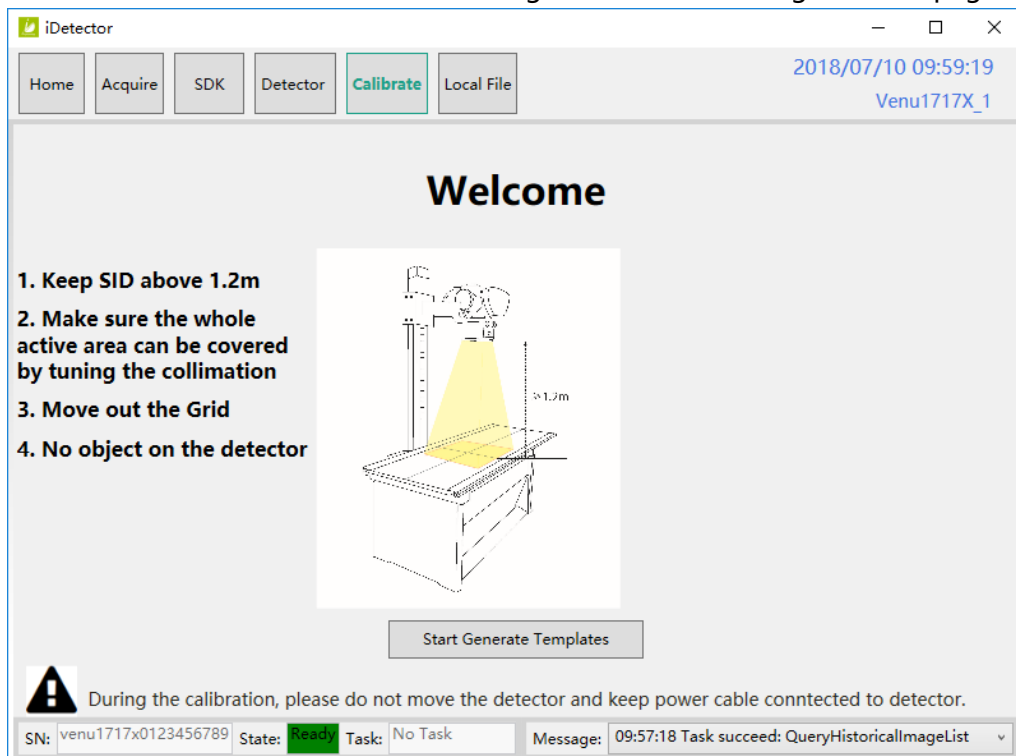 iDetector
Home Acquire SDK Detector Calibrate Local File
2018/07/10 09:59:19
Venu1717X_1
Welcome
1. Keep SID above 1.2m
2. Make sure the whole
active area can be covered
by tuning the collimation
3. Move out the Grid
4. No object on the detector
≥1.2m
Start Generate Templates
During the calibration, please do not move the detector and keep power cable conntected to detector.
SN: venu1717x0123456789 State: Ready Task: No Task Message: 09:57:18 Task succeed: QueryHistoricalImageList